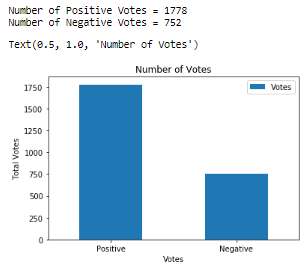 Number of Positive Votes = 1778
Number of Negative Votes = 752
Text(0.5, 1.0, 'Number of Votes')
Number of Votes
Votes
1750
1500
1250
1000
750
500
250
0
Total Votes
Positive
Negative
Votes